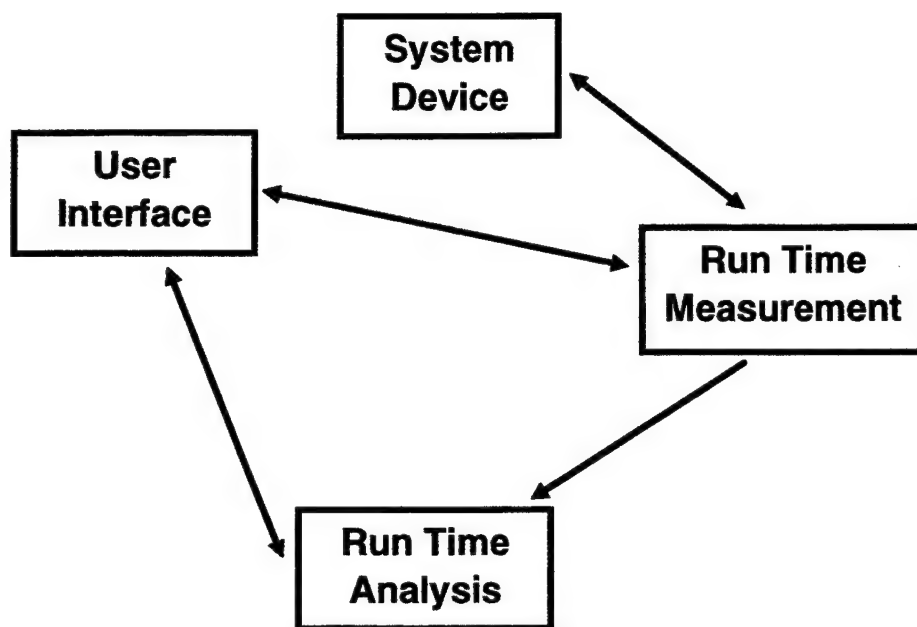 System
Device
User
Interface
Run Time
Measurement
Run Time
Analysis